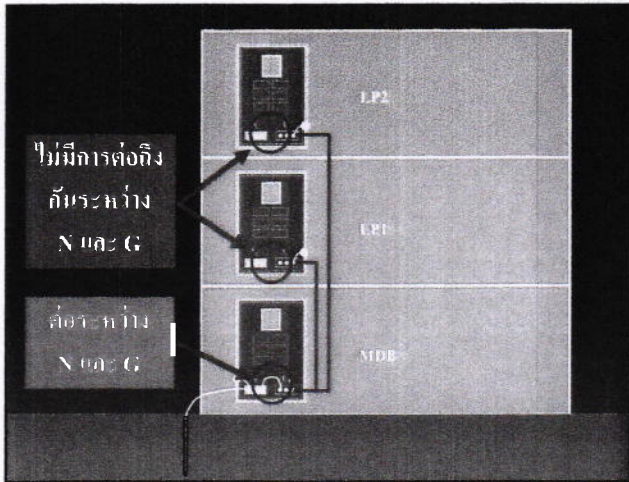 LP2
ไม่มีการต่อถึง
กันระหว่าง
N และ G
LP1
ต่อระหว่าง
N และ G
MDB